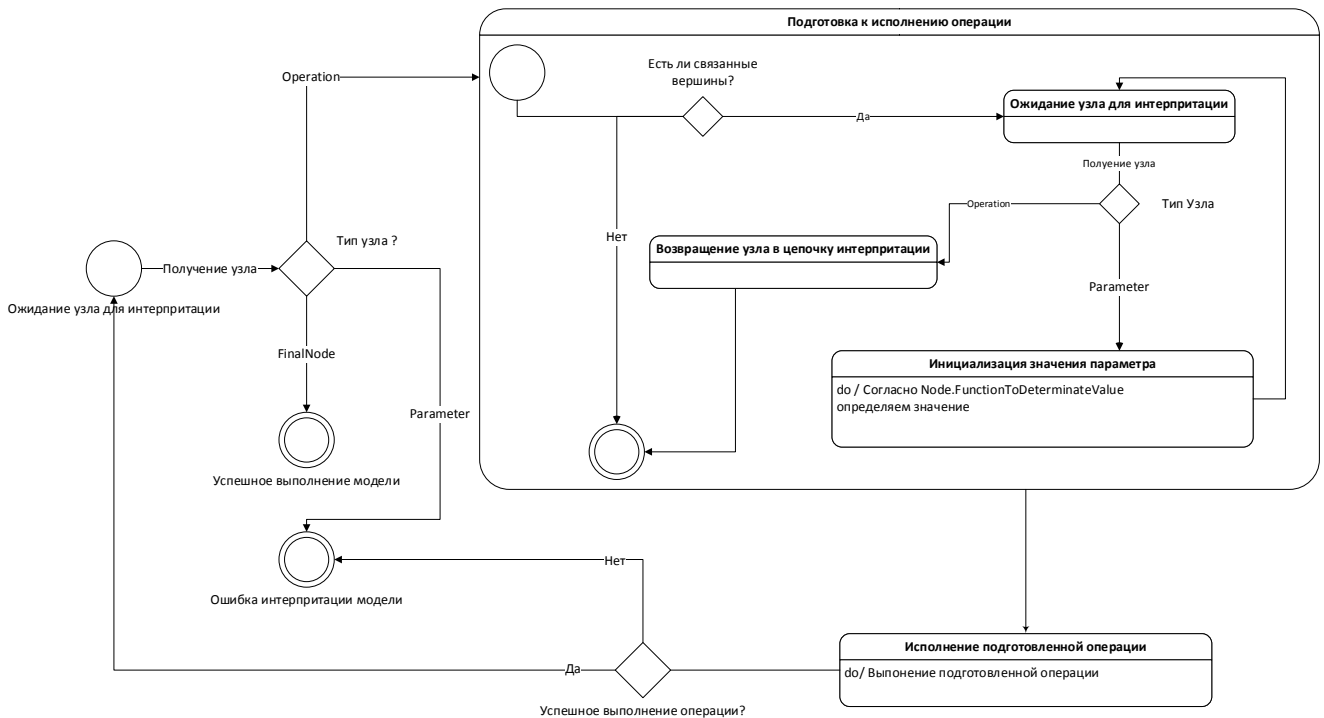 Подготовка к исполнению операции
Operation
Есть ли связанные
вершины?
Ожидание узла для интерпритации
Да
Полуение узла
Operation
Тип Узла
Тип узла ?
Нет
Возвращение узла в цепочку интерпритации
Получение узла
Parameter
Ожидание узла для интерпритации
FinalNode
Инициализация значения параметра
do / Согласно Node.FunctionToDeterminateValue
определяем значение
Parameter
Успешное выполнение модели
Нет
Ошибка интерпритации модели
Исполнение подготовленной операции
do/ Выпонение подготовленной операции
Да
Успешное выполнение операции?